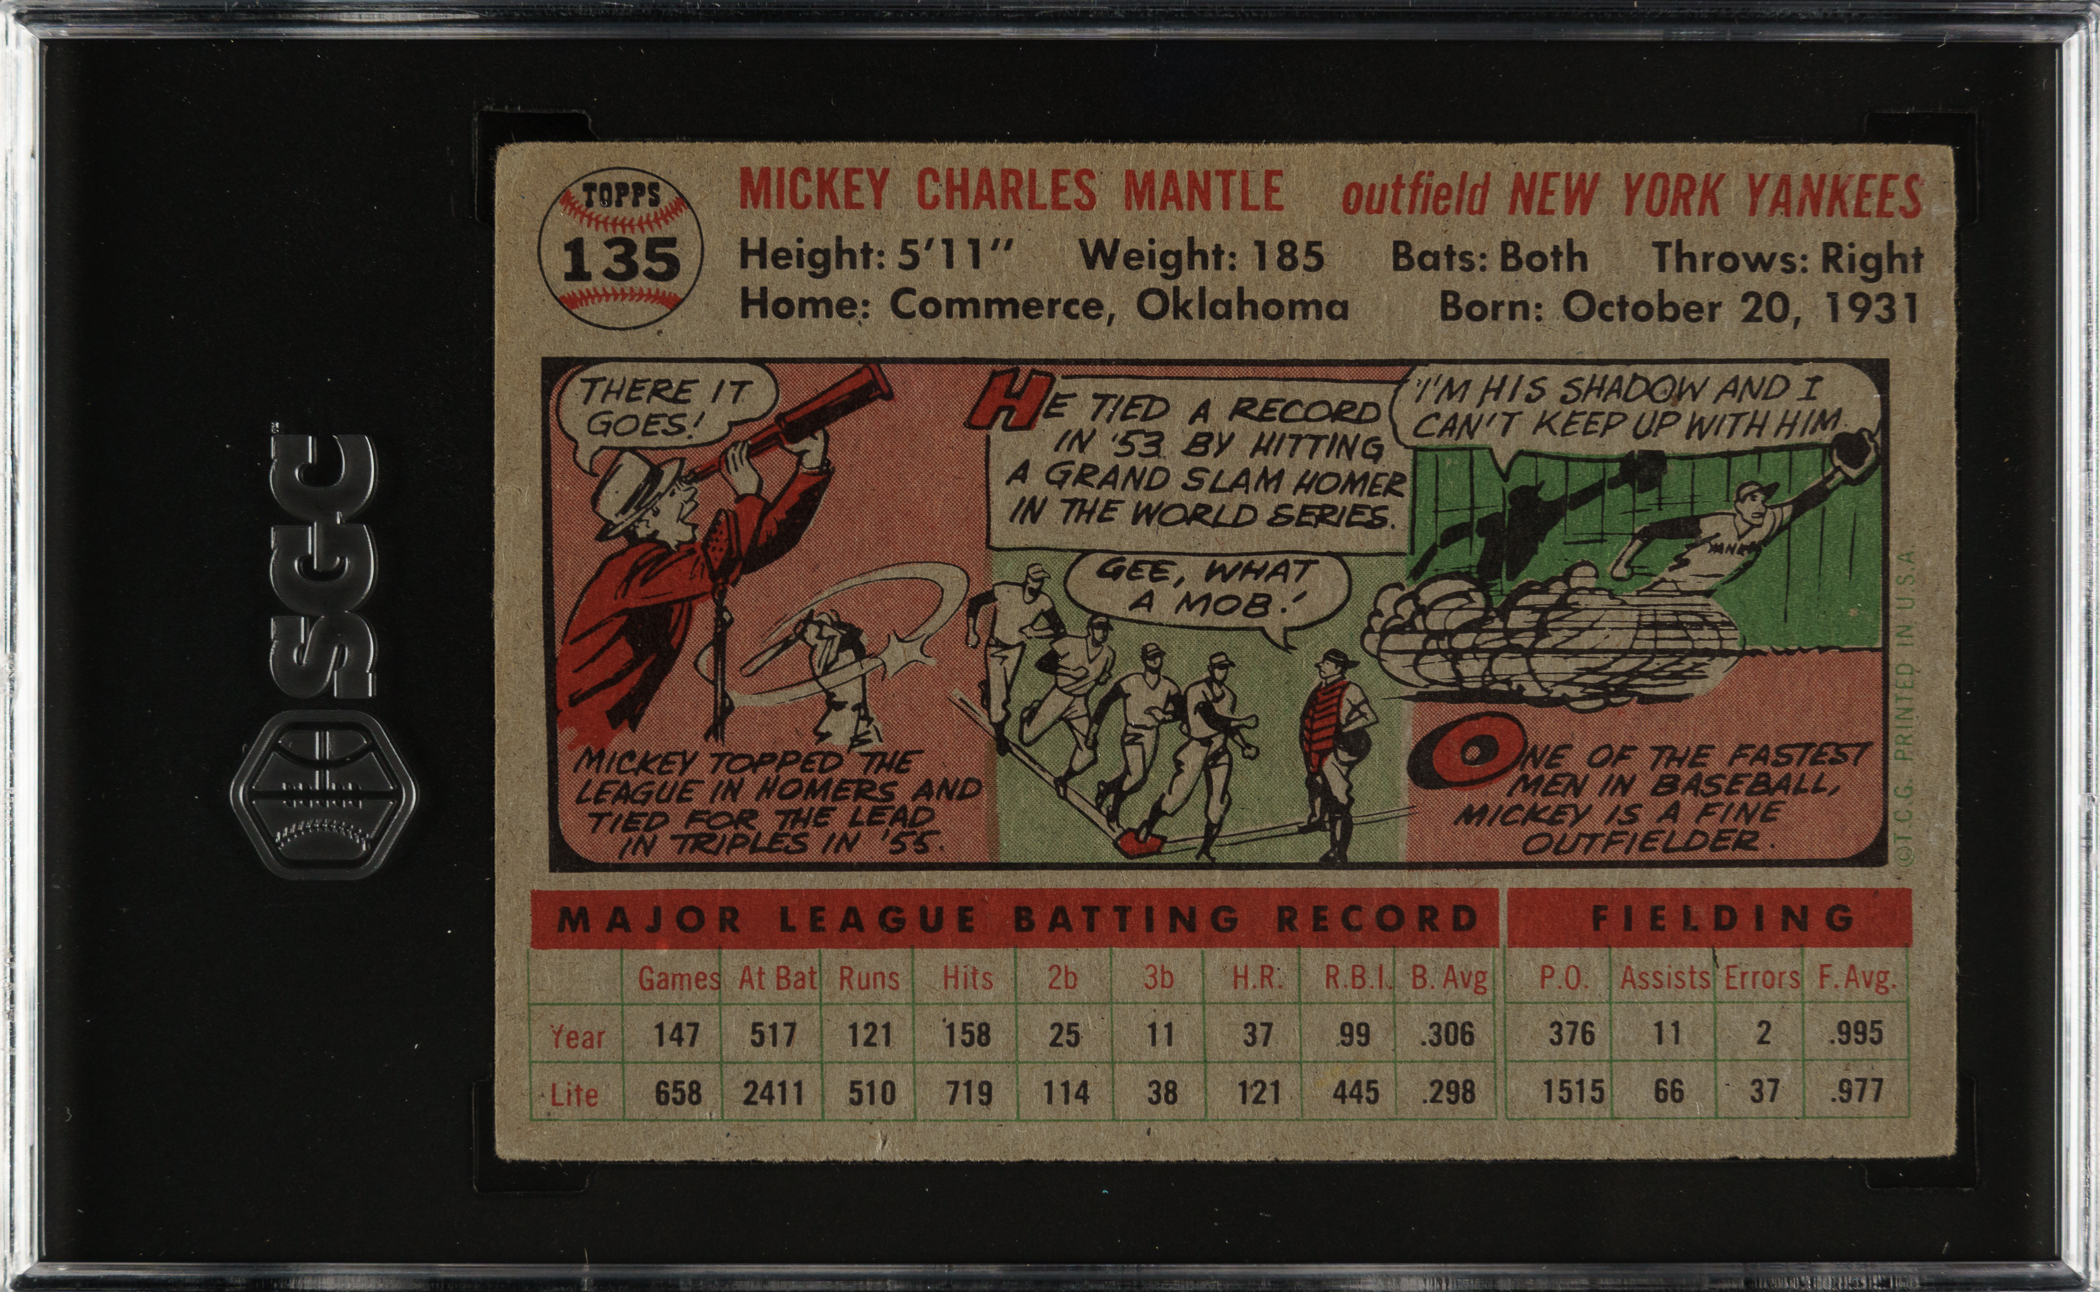 SGC
TOPPS
135
MICKEY CHARLES MANTLE outfield NEW YORK YANKEES
Height: 5'11" Weight: 185 Bats: Both Throws: Right
Home: Commerce, Oklahoma Born: October 20, 1931
THERE IT
GOES!
MICKEY TOPPED THE
LEAGUE IN HOMERS AND
TIED FOR THE LEAD
IN TRIPLES IN '55.
HE TIED A RECORD
IN '53 BY HITTING
A GRAND SLAM HOMER
IN THE WORLD SERIES.
GEE, WHAT
A MOB!
I'M HIS SHADOW AND I
CAN'T KEEP UP WITH HIM.
ONE OF THE FASTEST
MEN IN BASEBALL,
MICKEY IS A FINE
OUTFIELDER.
©T.C.G. PRINTED IN U.S.A.
MAJOR LEAGUE BATTING RECORD FIELDING
Games At Bat Runs Hits 2b 3b H.R. R.B.I. B. Avg P.O. Assists Errors F. Avg.
Year 147 517 121 158 25 11 37 99 .306 376 11 2 .995
Life 658 2411 510 719 114 38 121 445 .298 1515 66 37 .977